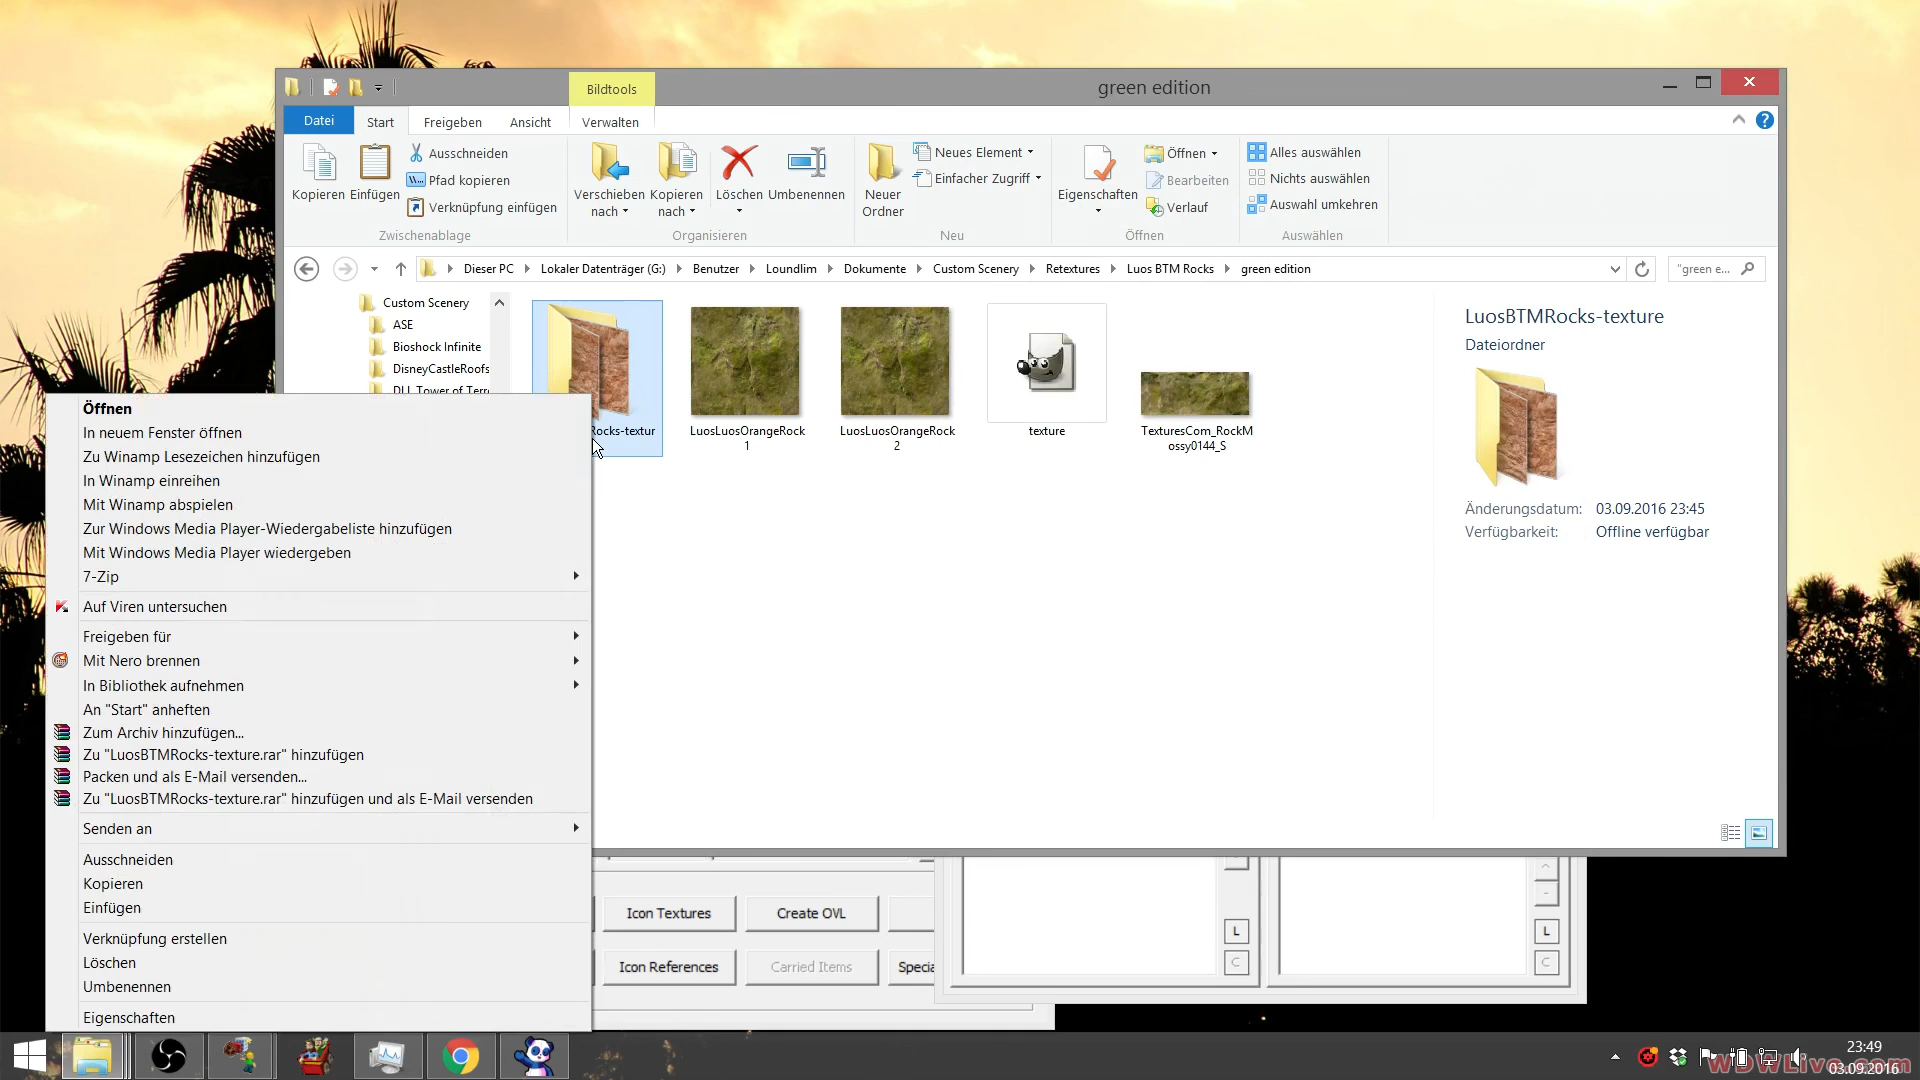 Bildtools
green edition
Datei
Start
Freigeben
Ansicht
Verwalten
Kopieren
Einfügen
Ausschneiden
Pfad kopieren
Verknüpfung einfügen
Zwischenablage
Verschieben
nach
Kopieren
nach
Löschen
Umbenennen
Organisieren
Neuer
Ordner
Neues Element
Einfacher Zugriff
Neu
Eigenschaften
Öffnen
Bearbeiten
Verlauf
Öffnen
Alles auswählen
Nichts auswählen
Auswahl umkehren
Auswählen
Dieser PC
Lokaler Datenträger (G:)
Benutzer
Loundlim
Dokumente
Custom Scenery
Retextures
Luos BTM Rocks
green edition
"green e...
Custom Scenery
ASE
Bioshock Infinite
DisneyCastleRoofs
Rocks-textur
LuosLuosOrangeRock
1
LuosLuosOrangeRock
2
texture
TexturesCom_RockM
ossy0144_S
LuosBTMRocks-texture
Dateiordner
Änderungsdatum: 03.09.2016 23:45
Verfügbarkeit: Offline verfügbar
Öffnen
In neuem Fenster öffnen
Zu Winamp Lesezeichen hinzufügen
In Winamp einreihen
Mit Winamp abspielen
Zur Windows Media Player-Wiedergabeliste hinzufügen
Mit Windows Media Player wiedergeben
7-Zip
Auf Viren untersuchen
Freigeben für
Mit Nero brennen
In Bibliothek aufnehmen
An "Start" anheften
Zum Archiv hinzufügen...
Zu "LuosBTMRocks-texture.rar" hinzufügen
Packen und als E-Mail versenden...
Zu "LuosBTMRocks-texture.rar" hinzufügen und als E-Mail versenden
Senden an
Ausschneiden
Kopieren
Einfügen
Verknüpfung erstellen
Löschen
Umbenennen
Eigenschaften
Icon Textures
Create OVL
Icon References
Carried Items
Specia
L
C
L
C
23:49
03.09.2016
WDWLive.com